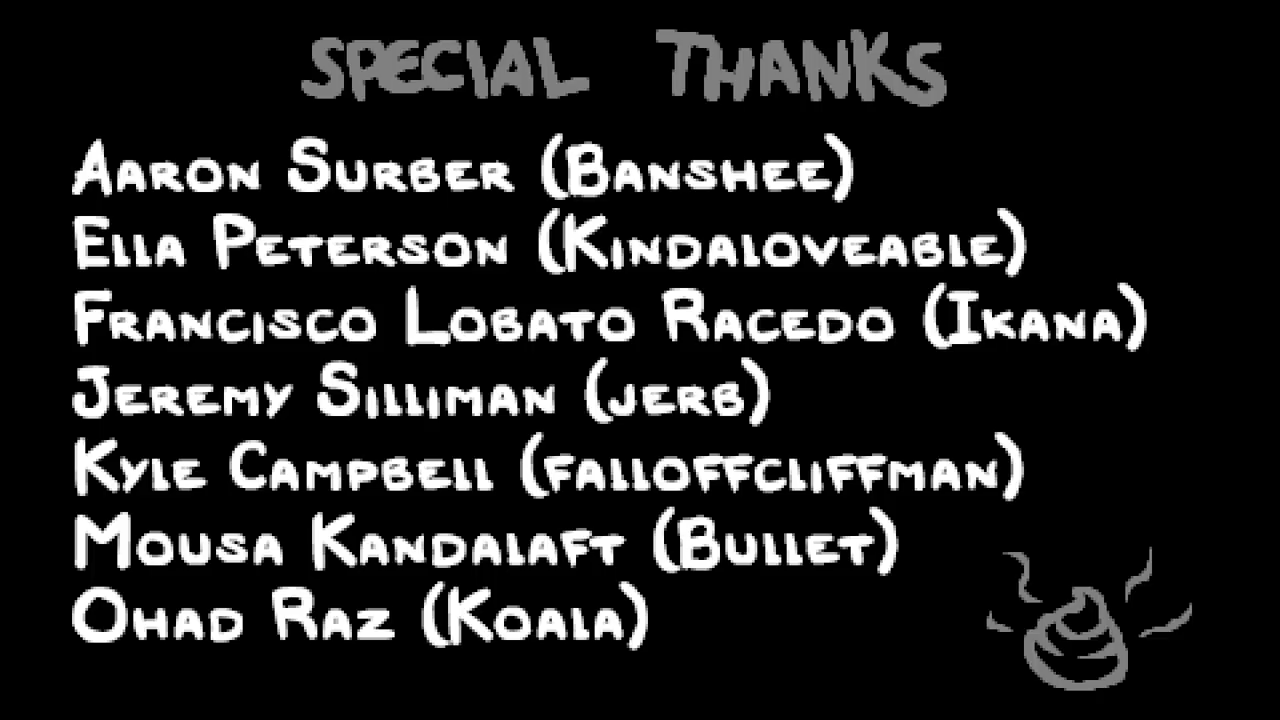 SPECIAL THANKS
Aaron Surber (Banshee)
Ella Peterson (Kindaloveable)
Francisco Lobato Racedo (Ikana)
Jeremy Silliman (jerb)
Kyle Campbell (falloffcliffman)
Mousa Kandalaft (Bullet)
Ohad Raz (Koala)